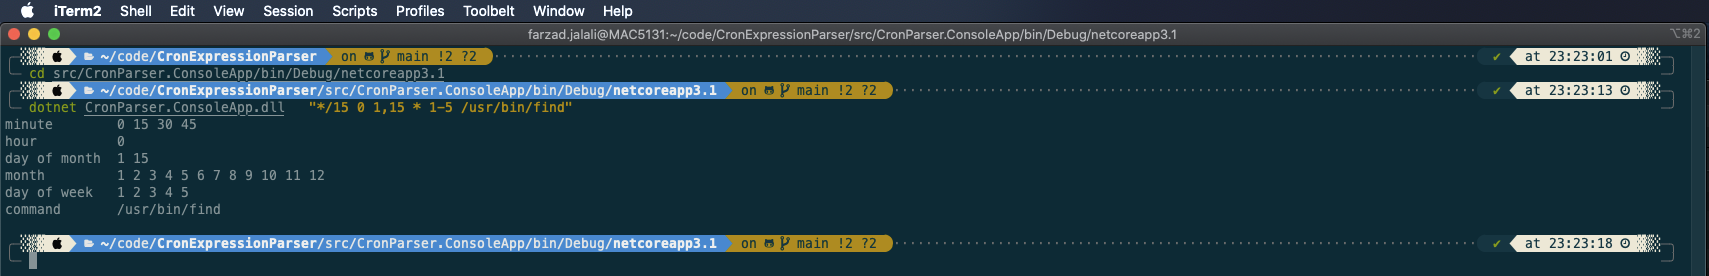 iTerm2 Shell Edit View Session Scripts Profiles Toolbelt Window Help
farzad.jalali@MAC5131:~/code/CronExpressionParser/src/CronParser.ConsoleApp/bin/Debug/netcoreapp3.1 ⌥⌘2
~/code/CronExpressionParser on main !2 ?2 ✔ at 23:23:01
cd src/CronParser.ConsoleApp/bin/Debug/netcoreapp3.1
~/code/CronExpressionParser/src/CronParser.ConsoleApp/bin/Debug/netcoreapp3.1 on main !2 ?2 ✔ at 23:23:13
dotnet CronParser.ConsoleApp.dll "*/15 0 1,15 * 1-5 /usr/bin/find"
minute 0 15 30 45
hour 0
day of month 1 15
month 1 2 3 4 5 6 7 8 9 10 11 12
day of week 1 2 3 4 5
command /usr/bin/find
~/code/CronExpressionParser/src/CronParser.ConsoleApp/bin/Debug/netcoreapp3.1 on main !2 ?2 ✔ at 23:23:18